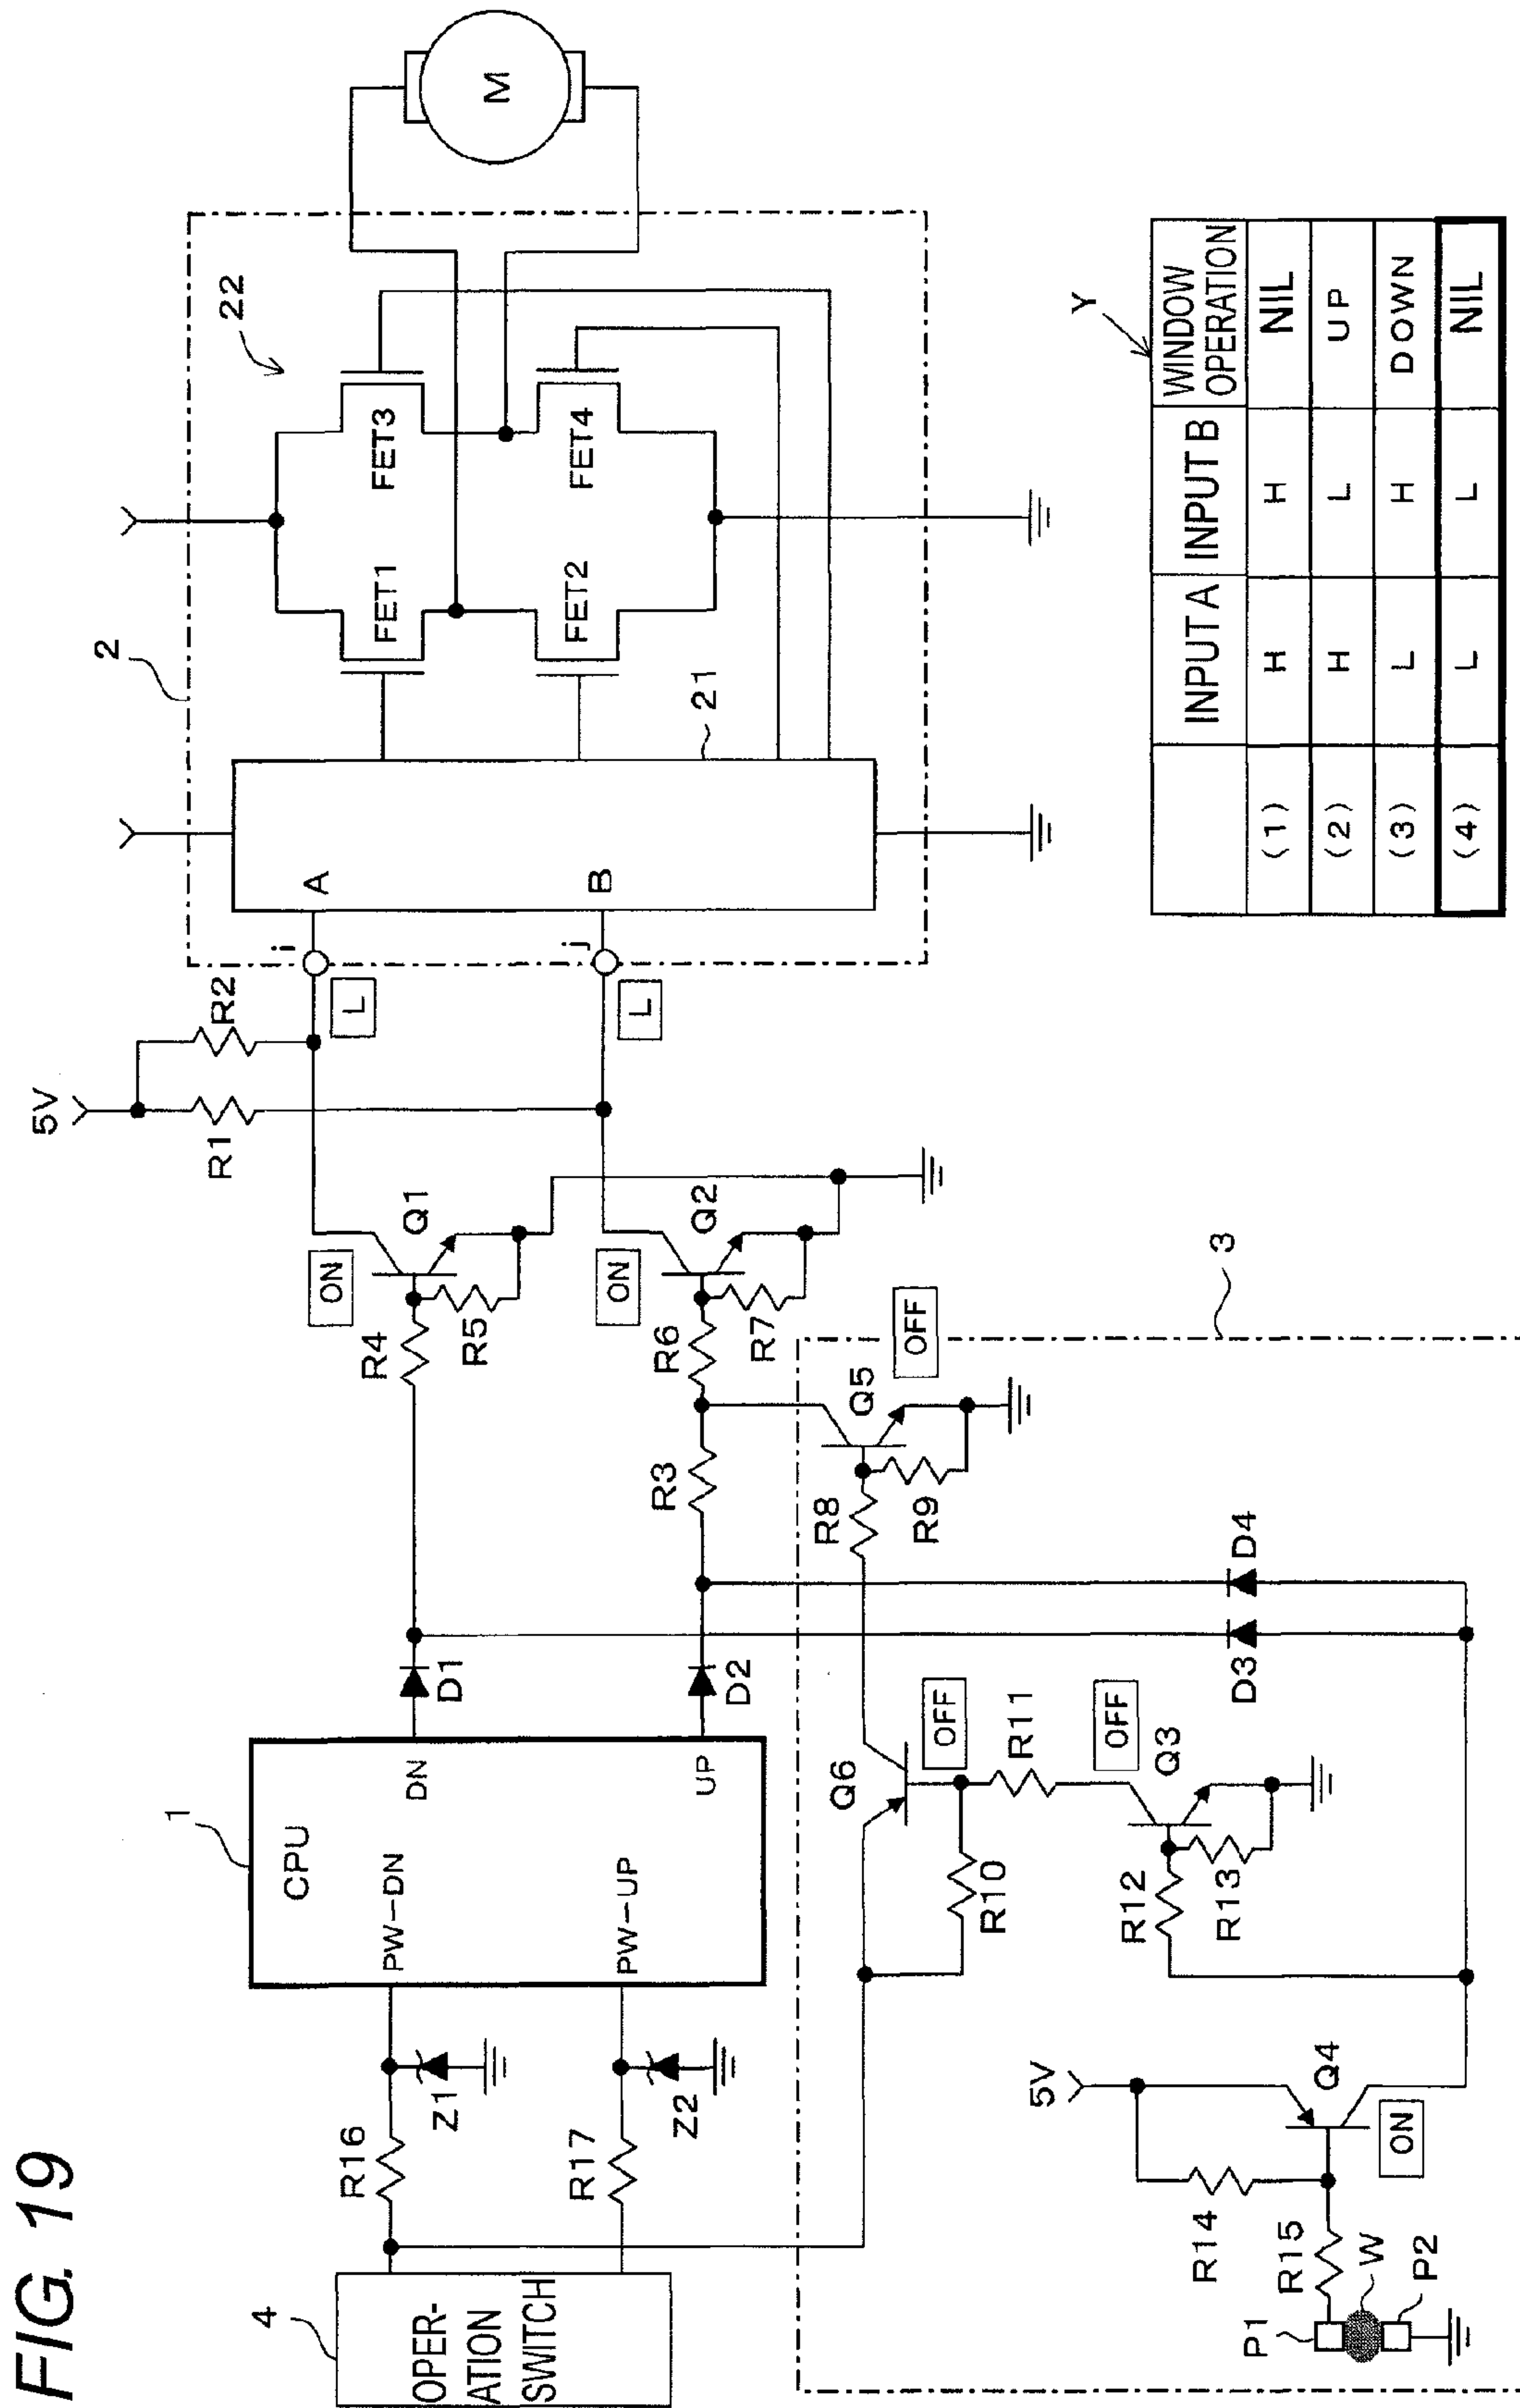 FIG. 19
4
OPER-
ATION
SWITCH
R16
R17
Z1
Z2
1
CPU
PW-DN
PW-UP
DN
UP
D1
D2
R4
R5
ON
Q1
R3
R6
R7
ON
Q2
5V
R1
R2
L
L
i
j
2
A
B
21
22
FET1
FET2
FET3
FET4
M
3
P1
P2
W
R15
R14
5V
Q4
ON
R12
R13
Q3
OFF
R10
R11
Q6
OFF
R8
R9
Q5
OFF
D3
D4
Y
INPUT A INPUT B WINDOW
OPERATION
(1) H H NIL
(2) H L UP
(3) L H DOWN
(4) L L NIL